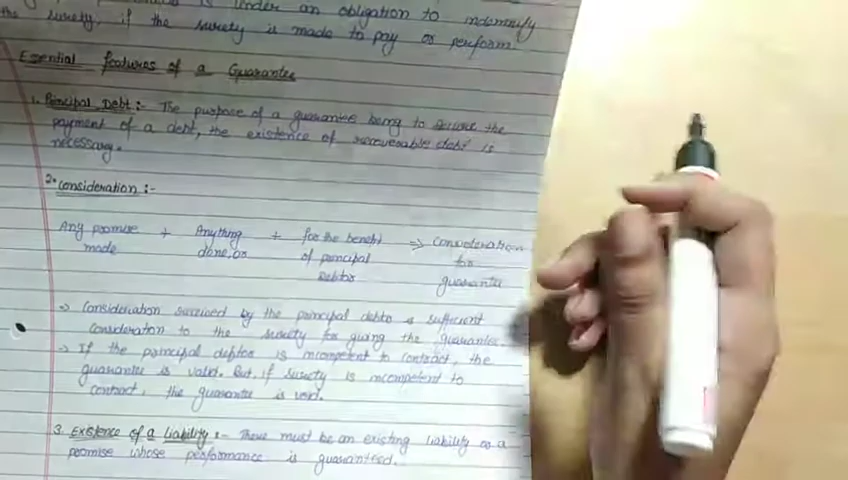 is under an obligation to indemnify
the surety, if the surety is made to pay or perform.
Essential features of a Guarantee
1. Principal Debt :- The purpose of a guarantee being to secure the
payment of a debt, the existence of recoverable debt is
necessary.
2. Consideration :-
Any promise made + Anything done, or + for the benefit of principal debtor => consideration for guarantee
-> Consideration received by the principal debtor is sufficient
consideration to the surety for giving the guarantee.
-> If the principal debtor is incompetent to contract, the
guarantee is valid. But, if surety is incompetent to
contract, the guarantee is void.
3. Existence of a liability :- There must be an existing liability or a
promise whose performance is guaranteed.